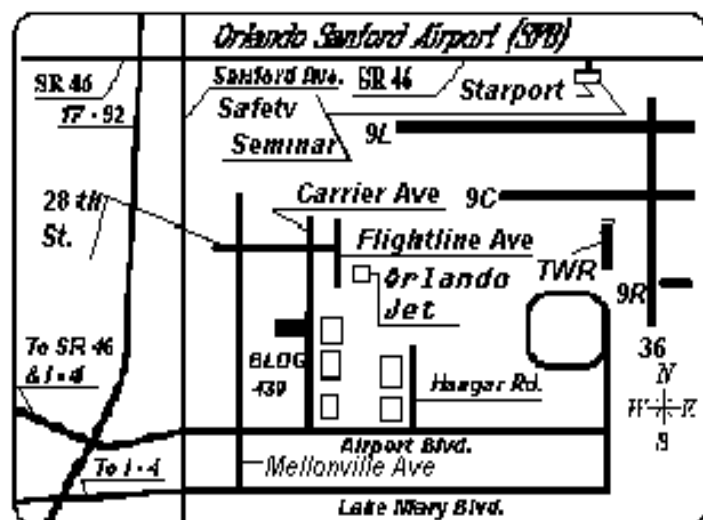 Orlando Sanford Airport (SFB)
SR 46
Sanford Ave.
SR 46
Starport
17 - 92
Safety
Seminar
9L
28 th
St.
Carrier Ave
9C
Flightline Ave
TWR
Orlando
Jet
9R
To SR 46
& I - 4
BLDG
439
Hangar Rd.
36
N
W
E
S
Airport Blvd.
To I - 4
Mellonville Ave
Lake Mary Blvd.